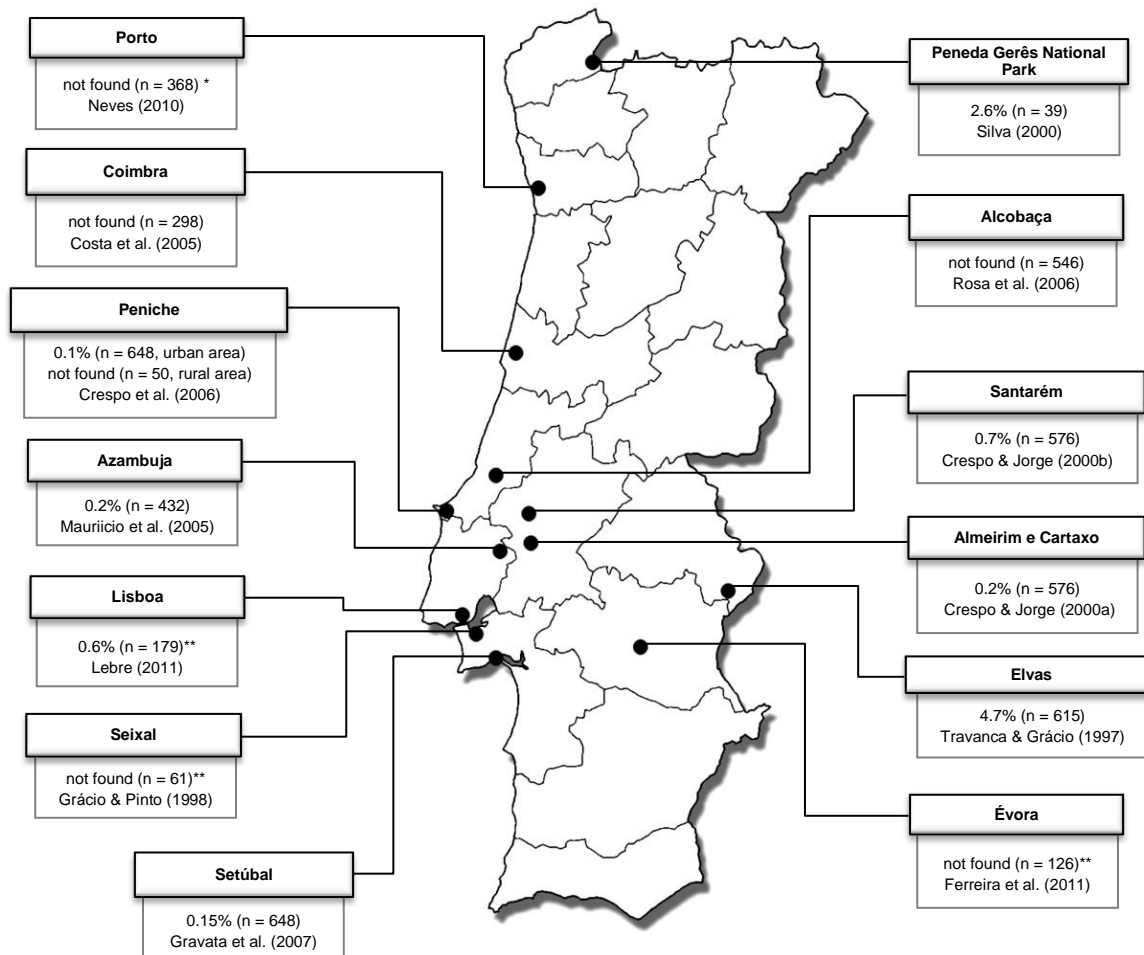 Porto
not found (n = 368) *
Neves (2010)
Coimbra
not found (n = 298)
Costa et al. (2005)
Peniche
0.1% (n = 648, urban area)
not found (n = 50, rural area)
Crespo et al. (2006)
Azambuja
0.2% (n = 432)
Mauriicio et al. (2005)
Lisboa
0.6% (n = 179)**
Lebre (2011)
Seixal
not found (n = 61)**
Grácio & Pinto (1998)
Setúbal
0.15% (n = 648)
Gravata et al. (2007)
Peneda Gerês National
Park
2.6% (n = 39)
Silva (2000)
Alcobaça
not found (n = 546)
Rosa et al. (2006)
Santarém
0.7% (n = 576)
Crespo & Jorge (2000b)
Almeirim e Cartaxo
0.2% (n = 576)
Crespo & Jorge (2000a)
Elvas
4.7% (n = 615)
Travanca & Grácio (1997)
Évora
not found (n = 126)**
Ferreira et al. (2011)